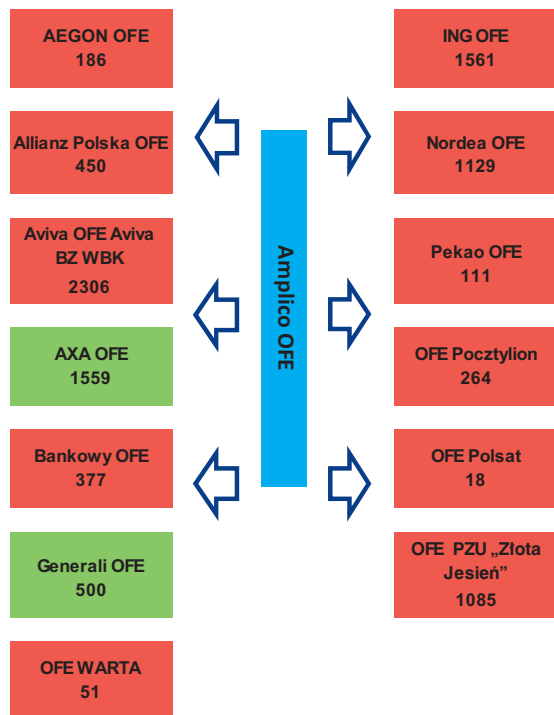 AEGON OFE
186
Allianz Polska OFE
450
Aviva OFE Aviva
BZ WBK
2306
AXA OFE
1559
Bankowy OFE
377
Generali OFE
500
OFE WARTA
51
Amplico OFE
ING OFE
1561
Nordea OFE
1129
Pekao OFE
111
OFE Pocztylion
264
OFE Polsat
18
OFE PZU „Złota
Jesień”
1085